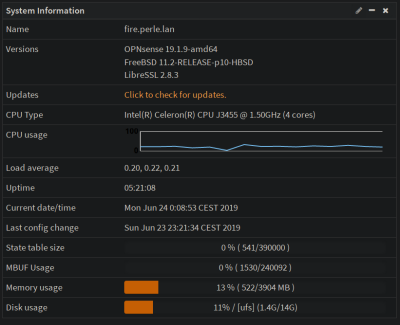 System Information
Name fire.perle.lan
Versions OPNsense 19.1.9-amd64
FreeBSD 11.2-RELEASE-p10-HBSD
LibreSSL 2.8.3
Updates Click to check for updates.
CPU Type Intel(R) Celeron(R) CPU J3455 @ 1.50GHz (4 cores)
CPU usage 100
0
Load average 0.20, 0.22, 0.21
Uptime 05:21:08
Current date/time Mon Jun 24 0:08:53 CEST 2019
Last config change Sun Jun 23 23:21:34 CEST 2019
State table size 0 % ( 541/390000 )
MBUF Usage 0 % ( 1530/240092 )
Memory usage 13 % ( 522/3904 MB )
Disk usage 11% / [ufs] (1.4G/14G)